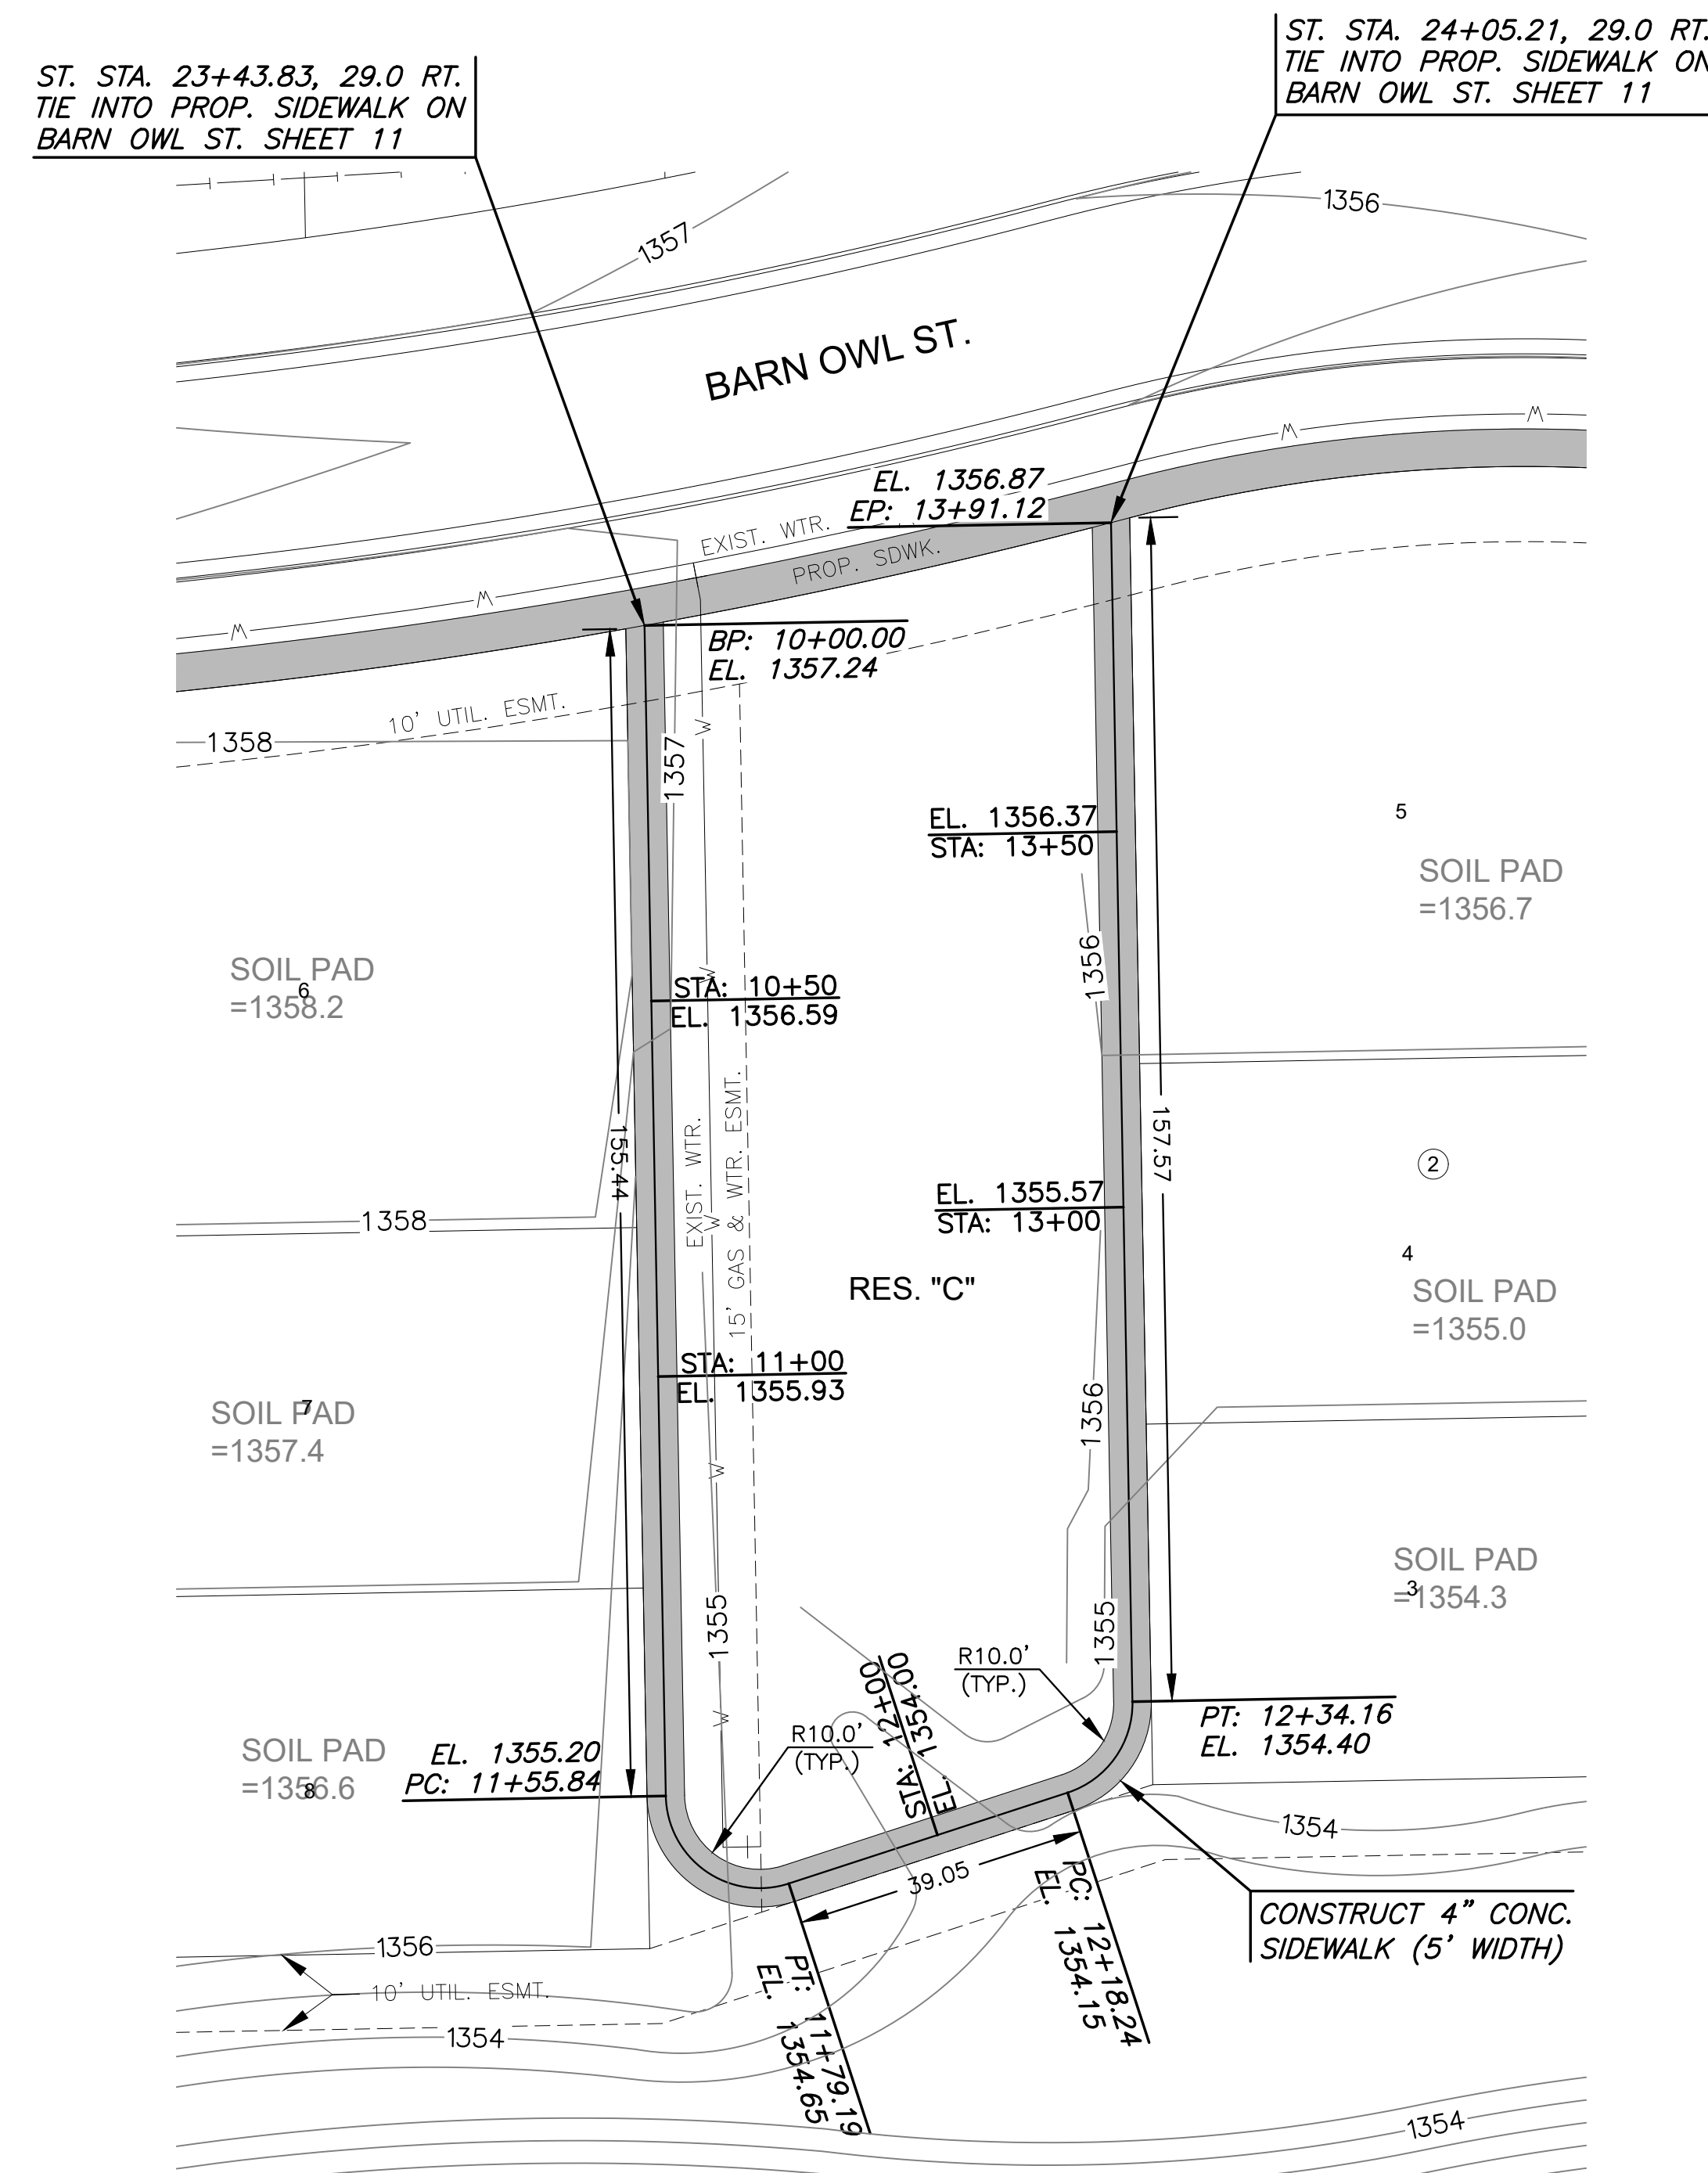 ST. STA. 23+43.83, 29.0 RT.
TIE INTO PROP. SIDEWALK ON
BARN OWL ST. SHEET 11
ST. STA. 24+05.21, 29.0 RT.
TIE INTO PROP. SIDEWALK ON
BARN OWL ST. SHEET 11
1356
1357
BARN OWL ST.
W
W
EL. 1356.87
EP: 13+91.12
EXIST. WTR.
PROP. SDWK.
W
W
BP: 10+00.00
EL. 1357.24
10' UTIL. ESMT.
1358
1357
W
EL. 1356.37
STA: 13+50
5
SOIL PAD
=1356.7
1356
SOIL PAD
6
=1358.2
W
STA: 10+50
EL. 1356.59
155.44
EXIST. WTR.
W
15' GAS & WTR. ESMT.
157.57
2
EL. 1355.57
STA: 13+00
1358
4
RES. "C"
SOIL PAD
=1355.0
STA: 11+00
EL. 1355.93
1356
SOIL PAD
7
=1357.4
W
SOIL PAD
3
=1354.3
1355
1355
R10.0'
(TYP.)
STA: 12+00
EL. 1354.00
W
R10.0'
(TYP.)
PT: 12+34.16
EL. 1354.40
SOIL PAD
=1356.6
8
EL. 1355.20
PC: 11+55.84
1354
39.05
PC: 12+18.24
EL. 1354.15
CONSTRUCT 4" CONC.
SIDEWALK (5' WIDTH)
1356
10' UTIL. ESMT.
1354
PT: 11+79.19
EL. 1354.65
1354